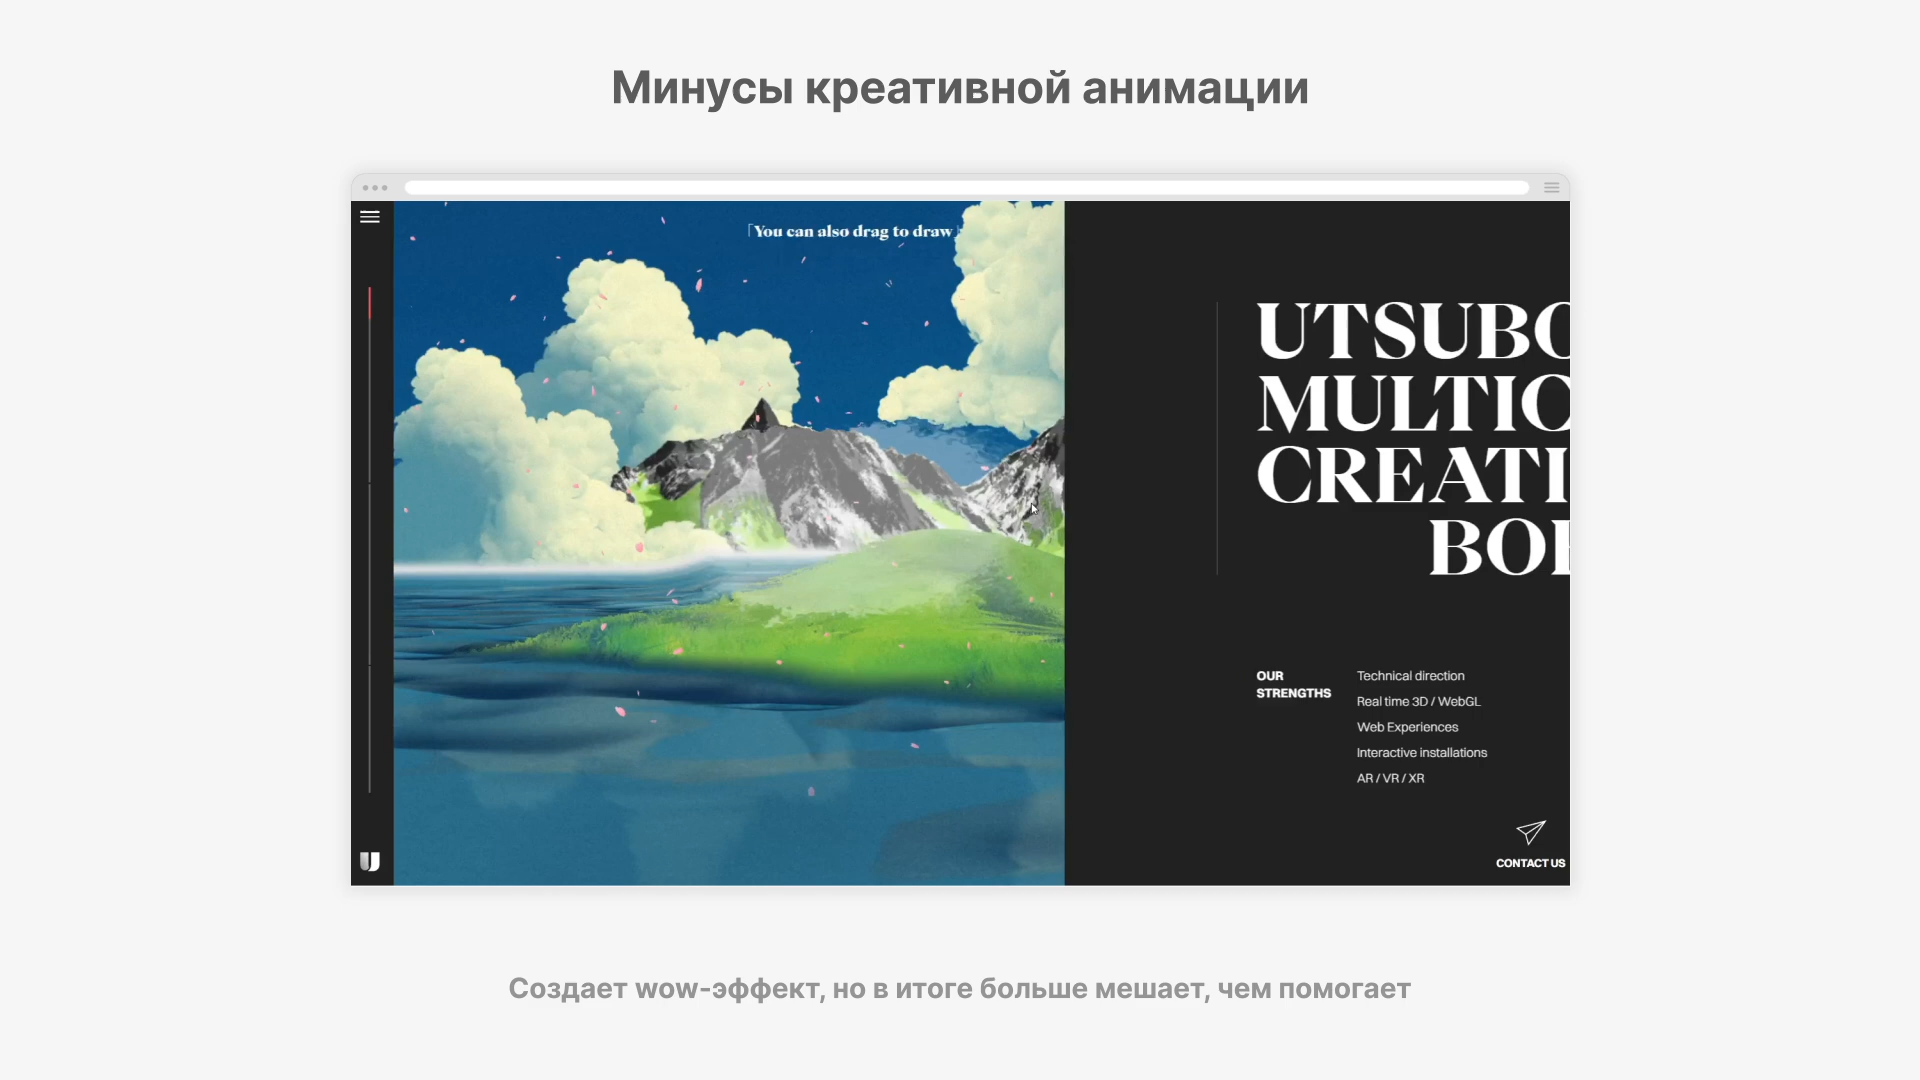 Минусы креативной анимации
「You can also drag to draw
UTSUBO
MULTIC
CREATI
BO
OUR
STRENGTHS
Technical direction
Real time 3D / WebGL
Web Experiences
Interactive installations
AR / VR / XR
CONTACT US
Создает wow-эффект, но в итоге больше мешает, чем помогает